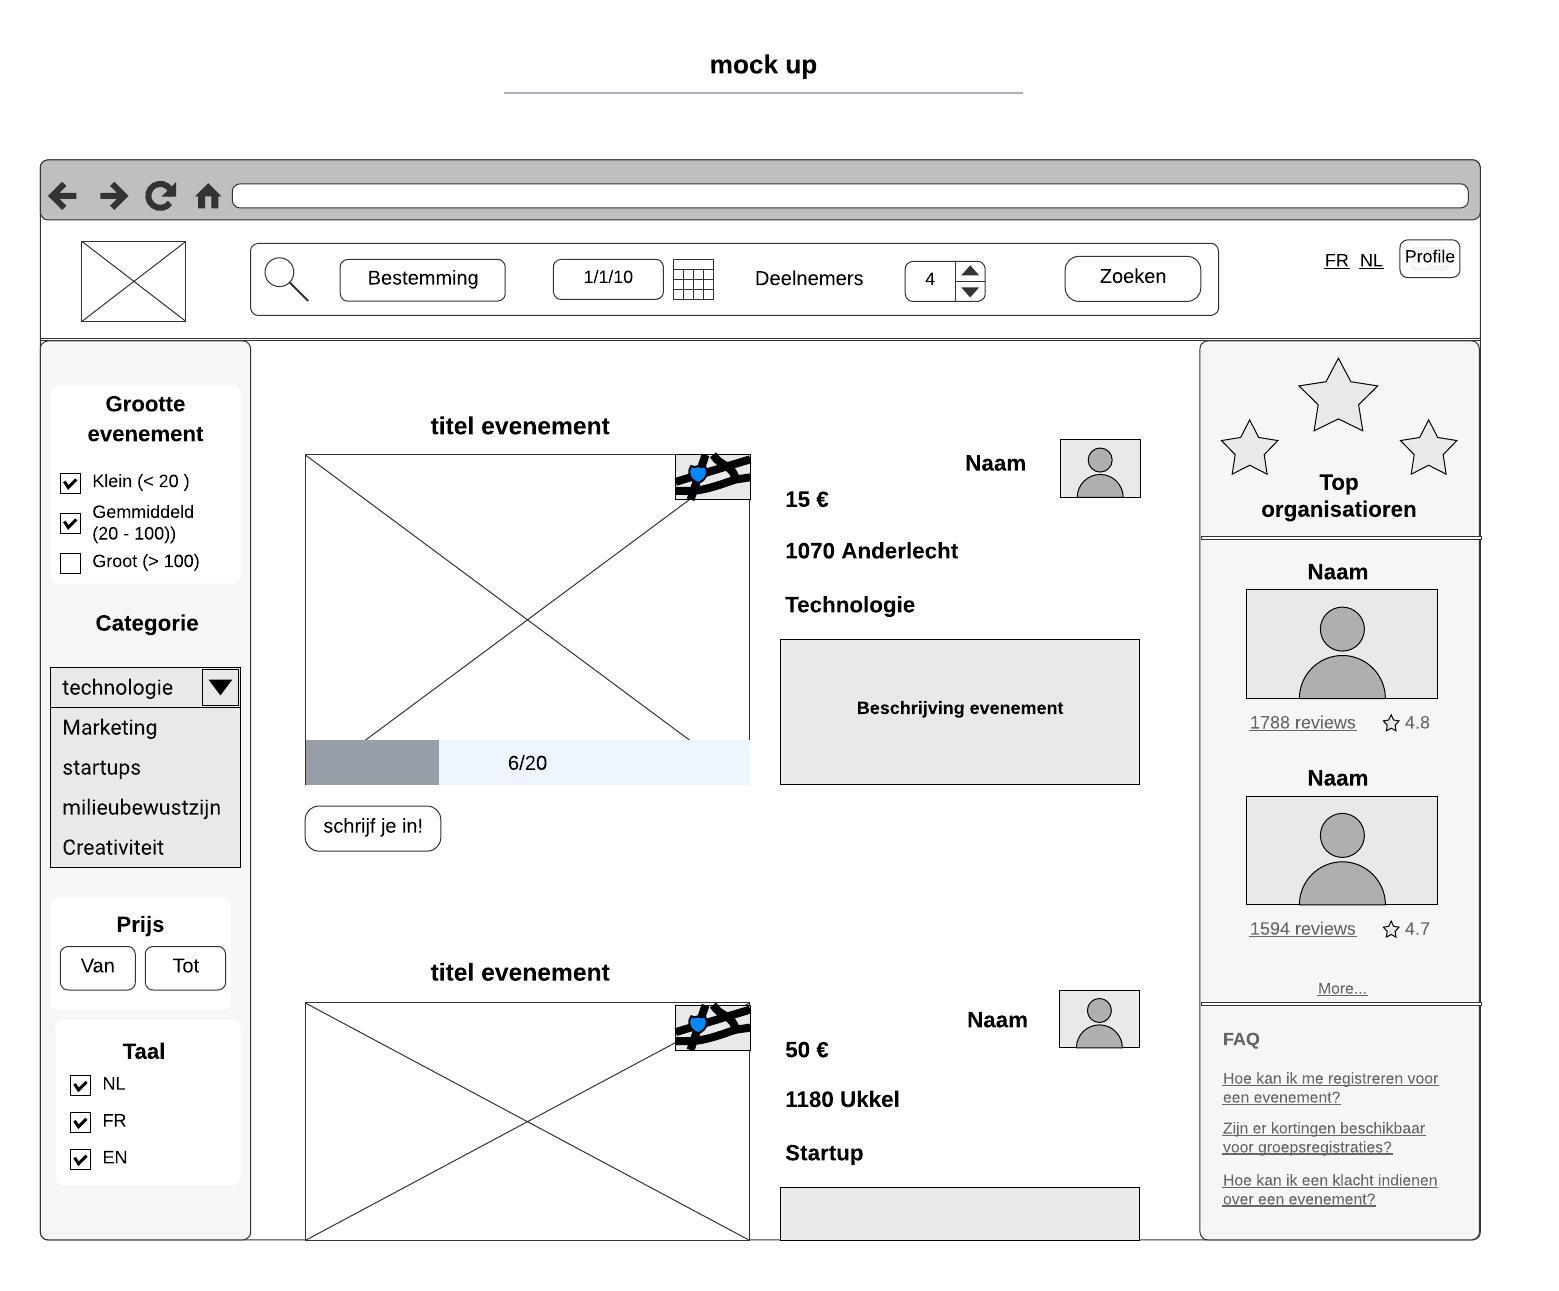 mock up
Bestemming
1/1/10
Deelnemers
4
Zoeken
FR NL
Profile
Grootte
evenement
Klein (< 20 )
Gemmiddeld
(20 - 100))
Groot (> 100)
Categorie
technologie
Marketing
startups
milieubewustzijn
Creativiteit
Prijs
Van
Tot
Taal
NL
FR
EN
titel evenement
6/20
schrijf je in!
Naam
15 €
1070 Anderlecht
Technologie
Beschrijving evenement
titel evenement
Naam
50 €
1180 Ukkel
Startup
Top
organisatioren
Naam
1788 reviews 4.8
Naam
1594 reviews 4.7
More...
FAQ
Hoe kan ik me registreren voor
een evenement?
Zijn er kortingen beschikbaar
voor groepsregistraties?
Hoe kan ik een klacht indienen
over een evenement?